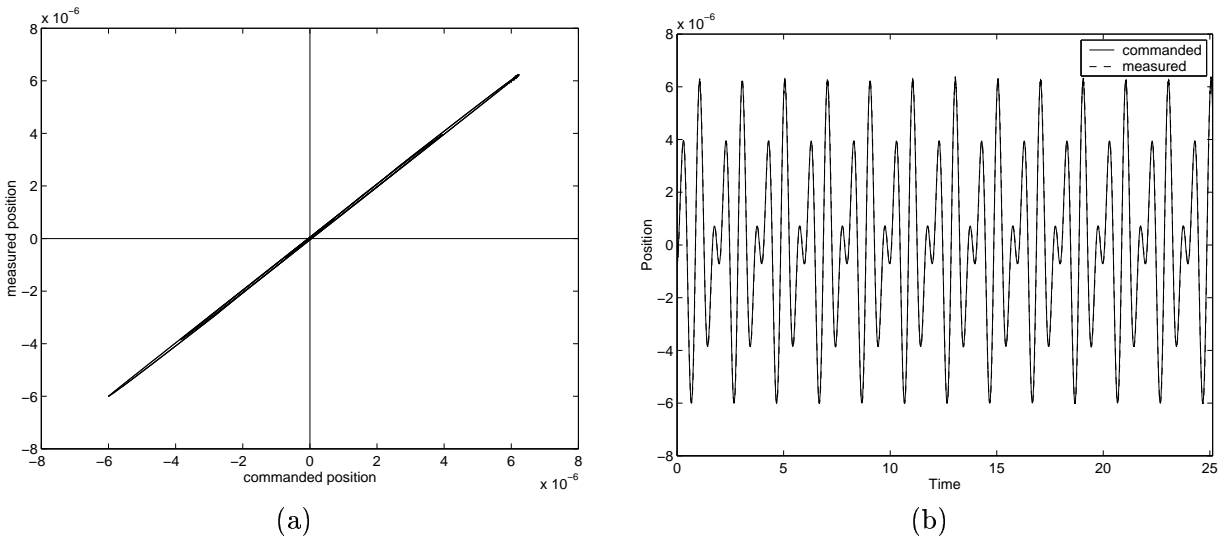 x 10⁻⁶
8
6
4
2
0
−2
−4
−6
−8
measured position
−8 −6 −4 −2 0 2 4 6 8
commanded position
x 10⁻⁶
(a)
x 10⁻⁶
8
6
4
2
0
−2
−4
−6
−8
Position
commanded
measured
0 5 10 15 20 25
Time
(b)